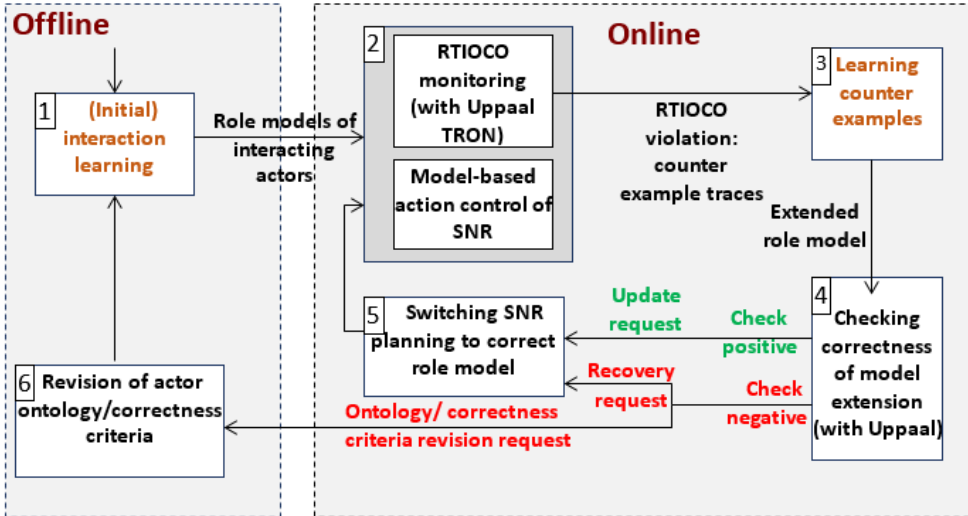 Offline
Online
1
(Initial)
interaction
learning
Role models of
interacting
actors
2
RTIOCO
monitoring
(with Uppaal
TRON)
Model-based
action control of
SNR
RTIOCO
violation:
counter
example traces
3
Learning
counter
examples
Extended
role model
4
Checking
correctness
of model
extension
(with Uppaal)
Update
request
Check
positive
Recovery
request
Check
negative
5
Switching SNR
planning to correct
role model
Ontology/ correctness
criteria revision request
6
Revision of actor
ontology/correctness
criteria